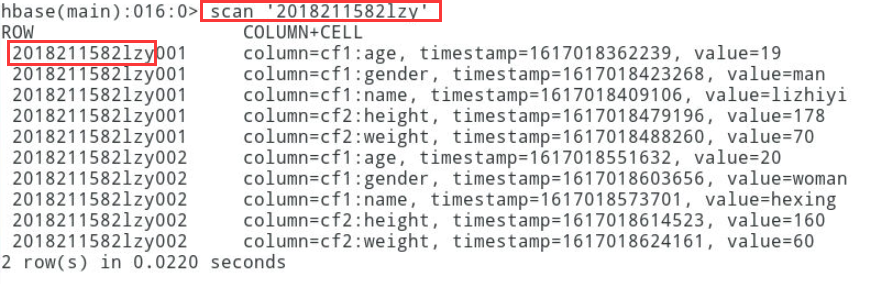 hbase(main):016:0> scan '2018211582lzy'
ROW COLUMN+CELL
2018211582lzy001 column=cf1:age, timestamp=1617018362239, value=19
2018211582lzy001 column=cf1:gender, timestamp=1617018423268, value=man
2018211582lzy001 column=cf1:name, timestamp=1617018409106, value=lizhiyi
2018211582lzy001 column=cf2:height, timestamp=1617018479196, value=178
2018211582lzy001 column=cf2:weight, timestamp=1617018488260, value=70
2018211582lzy002 column=cf1:age, timestamp=1617018551632, value=20
2018211582lzy002 column=cf1:gender, timestamp=1617018603656, value=woman
2018211582lzy002 column=cf1:name, timestamp=1617018573701, value=hexing
2018211582lzy002 column=cf2:height, timestamp=1617018614523, value=160
2018211582lzy002 column=cf2:weight, timestamp=1617018624161, value=60
2 row(s) in 0.0220 seconds